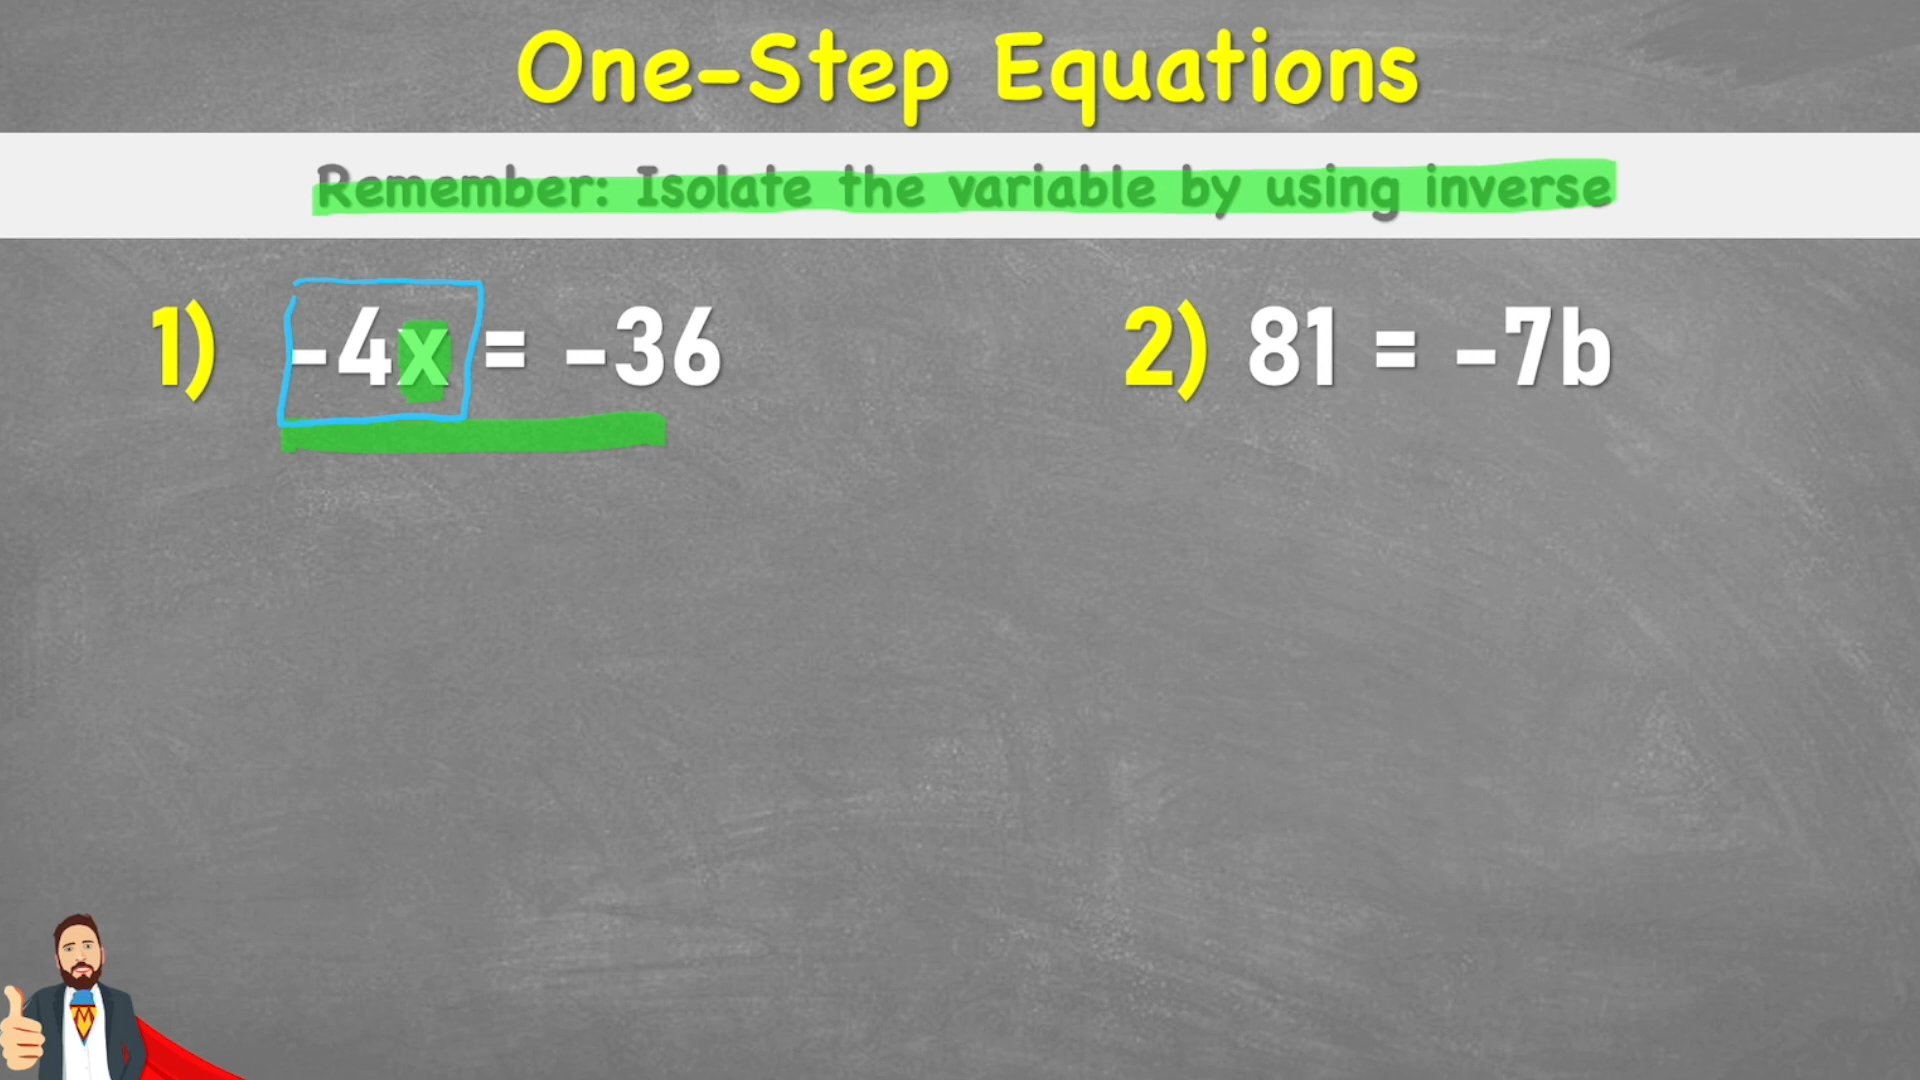 One-Step Equations
Remember: Isolate the variable by using inverse
1) -4x = -36
2) 81 = -7b
M